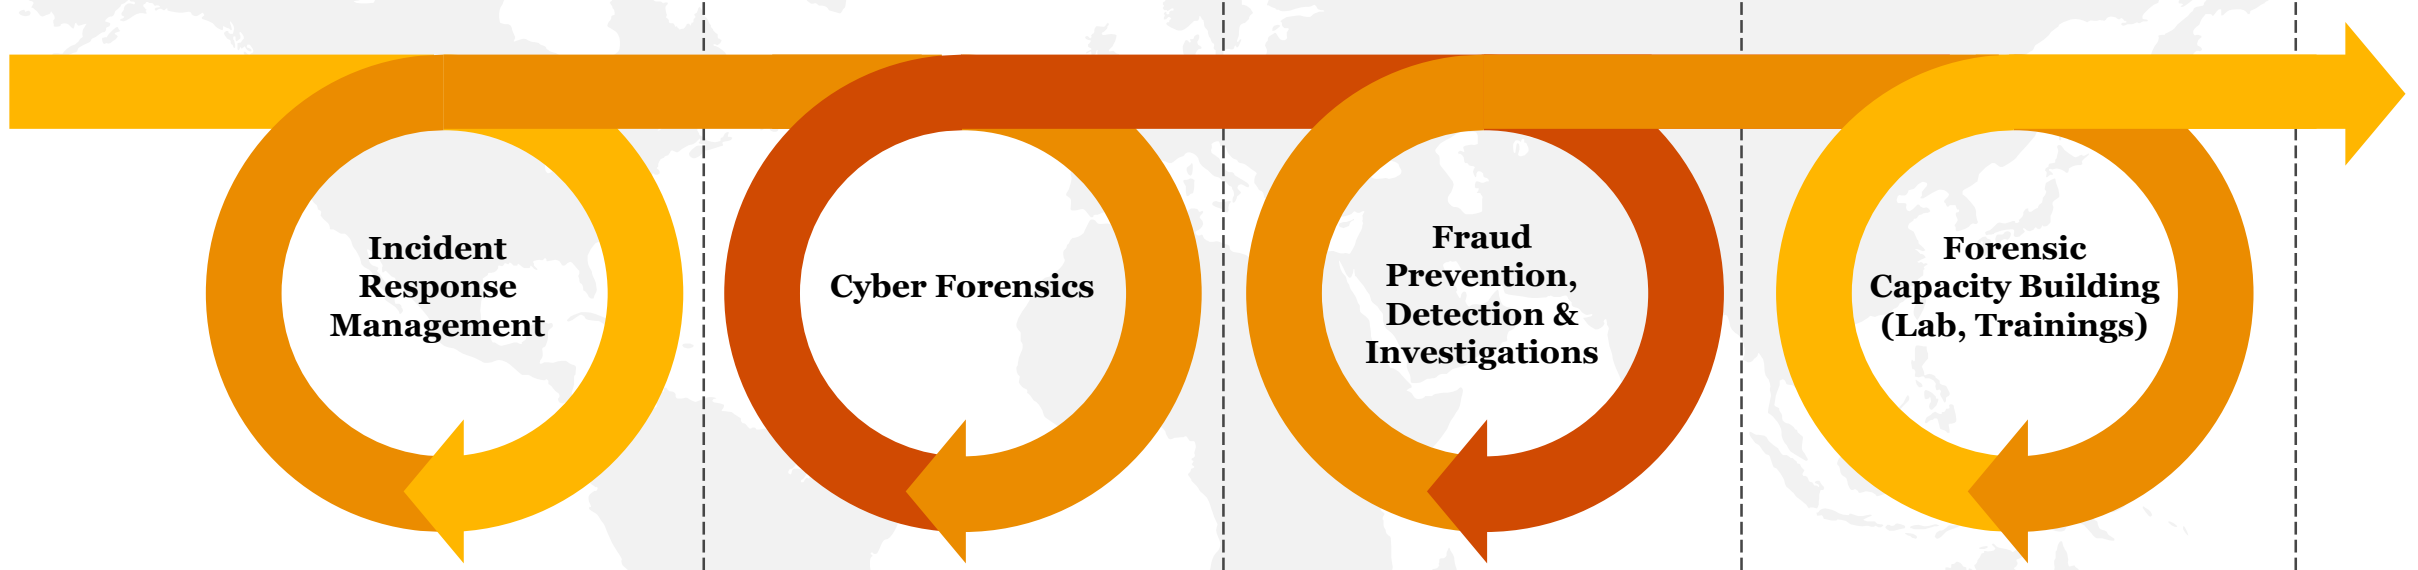 Incident
Response
Management
Cyber Forensics
Fraud
Prevention,
Detection &
Investigations
Forensic
Capacity Building
(Lab, Trainings)